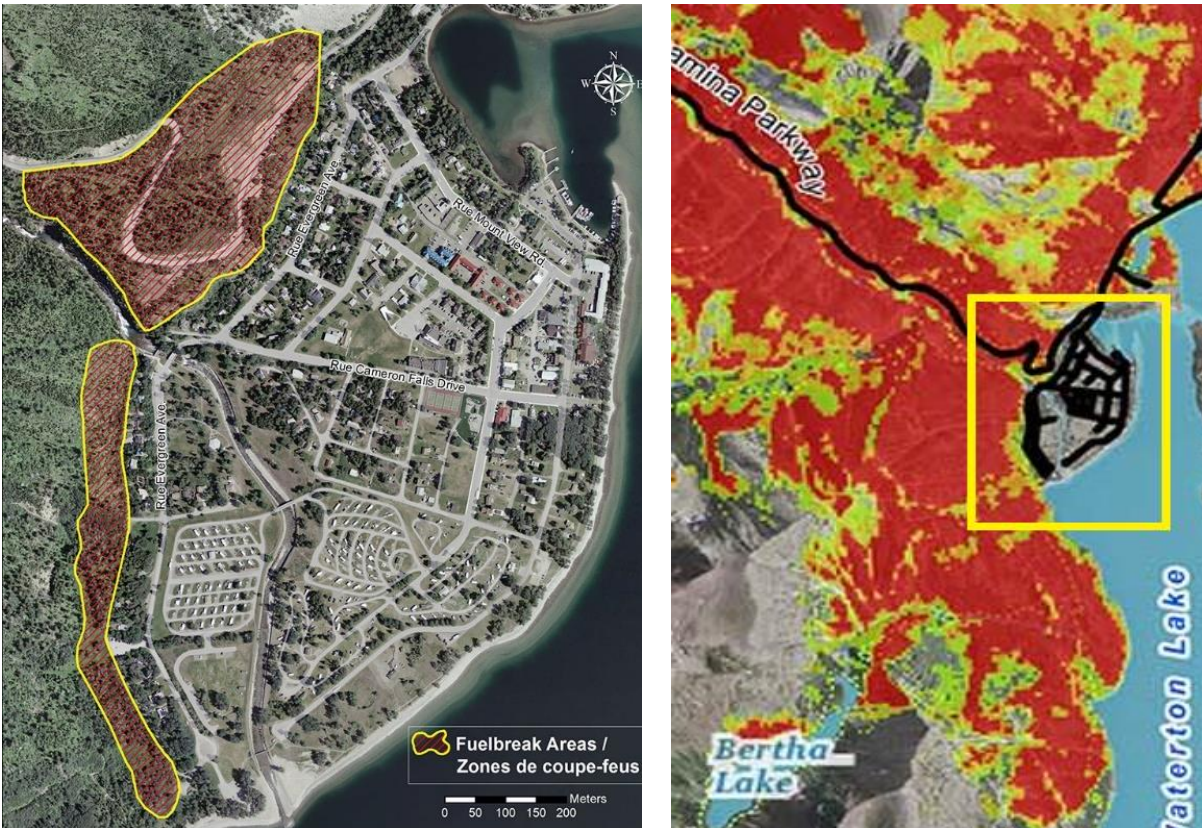 N
W
E
S
Rue Evergreen Ave
Rue Mount View Rd
Rue Cameron Falls Drive
Rue Evergreen Ave
Fuelbreak Areas /
Zones de coupe-feus
Meters
0 50 100 150 200
amina Parkway
Bertha
Lake
aterton Lake